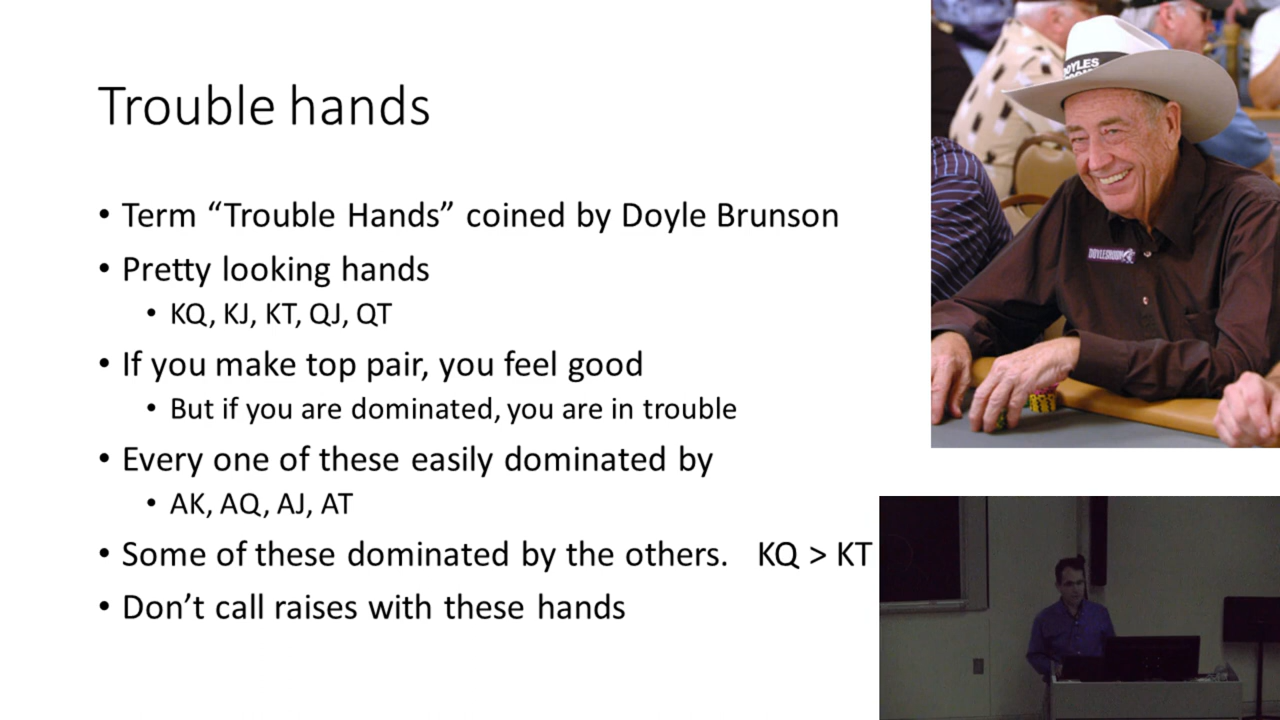 Trouble hands
• Term “Trouble Hands” coined by Doyle Brunson
• Pretty looking hands
• KQ, KJ, KT, QJ, QT
• If you make top pair, you feel good
• But if you are dominated, you are in trouble
• Every one of these easily dominated by
• AK, AQ, AJ, AT
• Some of these dominated by the others. KQ > KT
• Don’t call raises with these hands
DOYLES
ROOM
DOYLESROOM